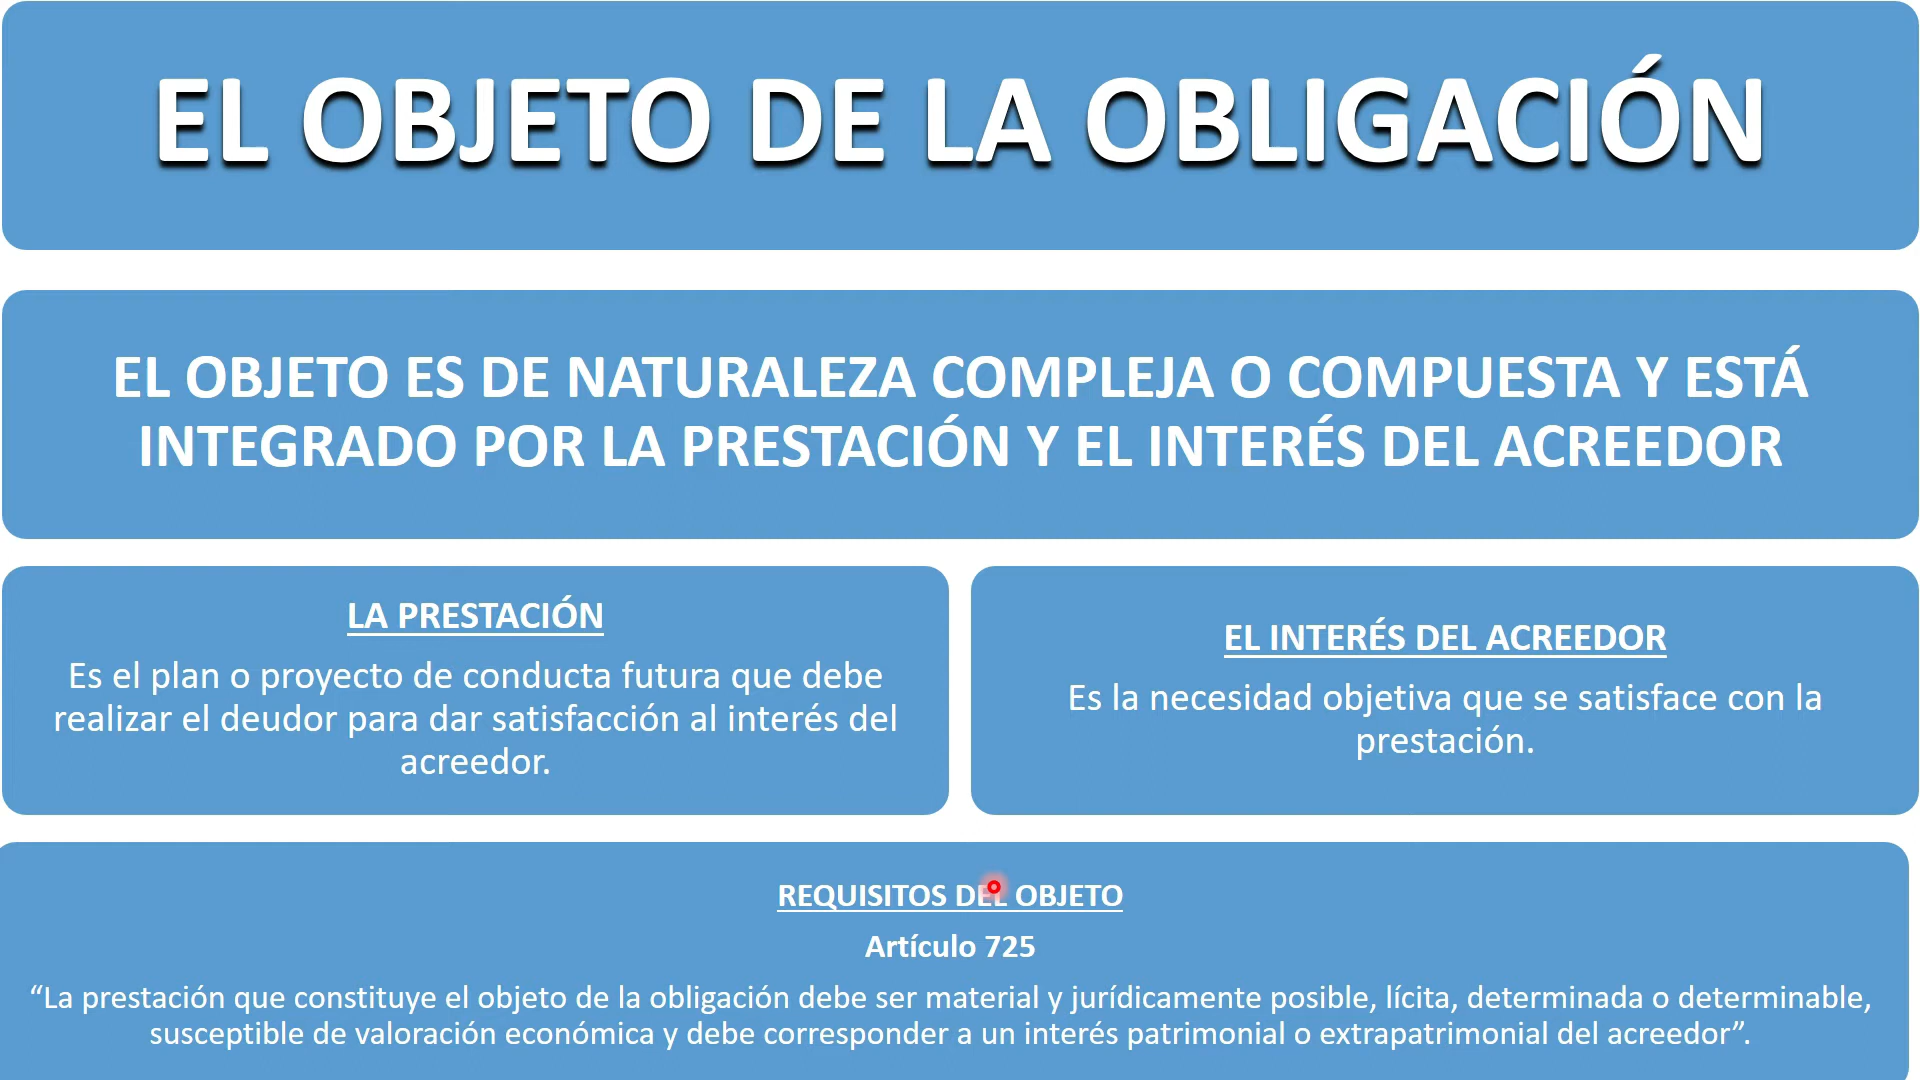 EL OBJETO DE LA OBLIGACIÓN
EL OBJETO ES DE NATURALEZA COMPLEJA O COMPUESTA Y ESTÁ
INTEGRADO POR LA PRESTACIÓN Y EL INTERÉS DEL ACREEDOR
LA PRESTACIÓN
Es el plan o proyecto de conducta futura que debe
realizar el deudor para dar satisfacción al interés del
acreedor.
EL INTERÉS DEL ACREEDOR
Es la necesidad objetiva que se satisface con la
prestación.
REQUISITOS DEL OBJETO
Artículo 725
“La prestación que constituye el objeto de la obligación debe ser material y jurídicamente posible, lícita, determinada o determinable,
susceptible de valoración económica y debe corresponder a un interés patrimonial o extrapatrimonial del acreedor”.